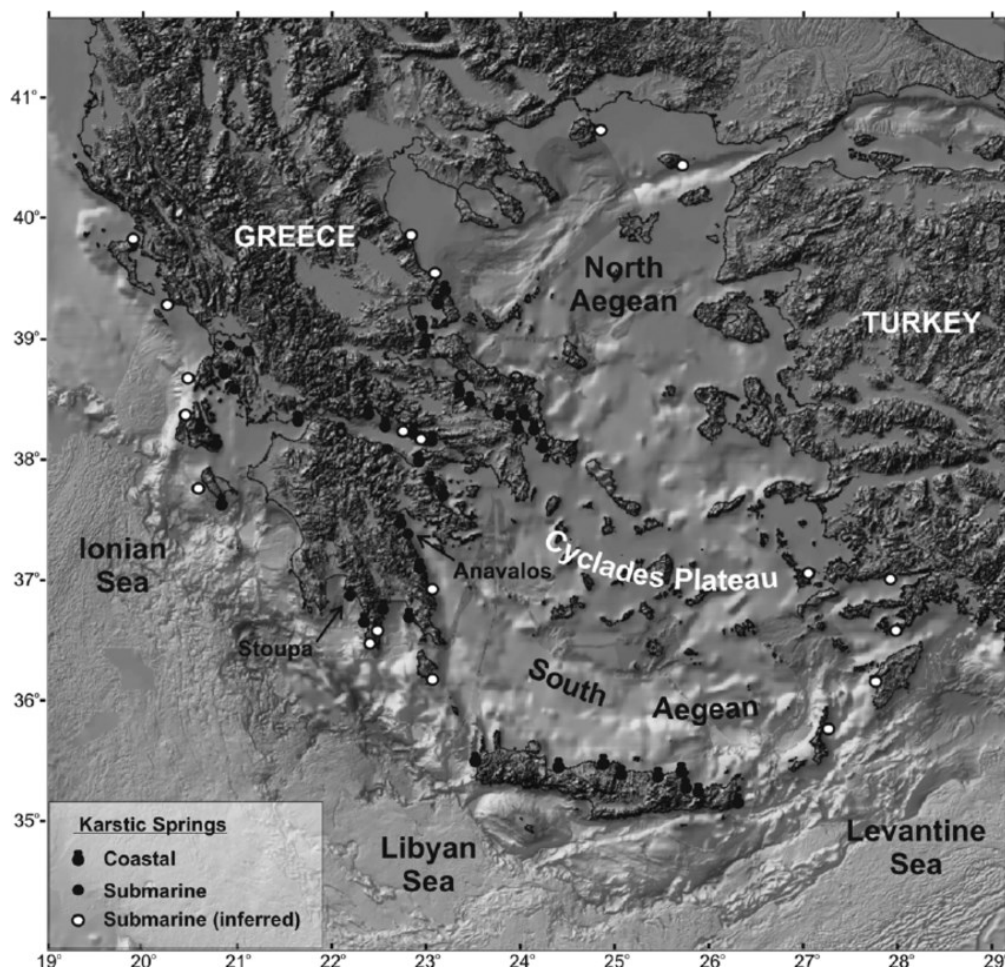 41°
40°
39°
38°
37°
36°
35°
GREECE
North
Aegean
TURKEY
Ionian
Sea
Cyclades Plateau
Anavalos
Stoupa
South
Aegean
Libyan
Sea
Levantine
Sea
Karstic Springs
Coastal
Submarine
Submarine (inferred)
19 20 21 22 23 24 25 26 27 28 29